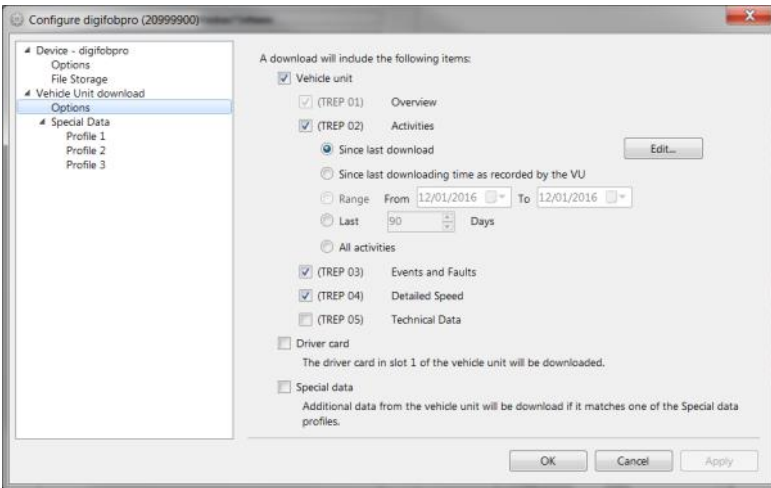 Configure digifobpro (20999900)
Device - digifobpro
Options
File Storage
Vehicle Unit download
Options
Special Data
Profile 1
Profile 2
Profile 3
A download will include the following items:
Vehicle unit
(TREP 01) Overview
(TREP 02) Activities
Since last download Edit...
Since last downloading time as recorded by the VU
Range From 12/01/2016 To 12/01/2016
Last 90 Days
All activities
(TREP 03) Events and Faults
(TREP 04) Detailed Speed
(TREP 05) Technical Data
Driver card
The driver card in slot 1 of the vehicle unit will be downloaded.
Special data
Additional data from the vehicle unit will be download if it matches one of the Special data
profiles.
OK Cancel Apply